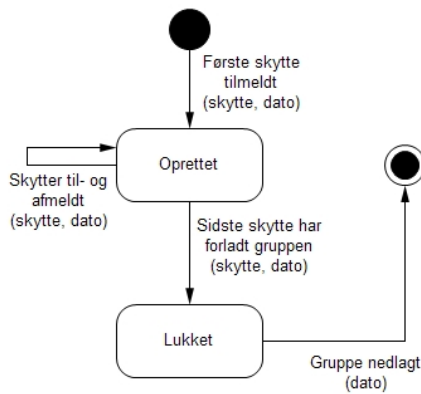 Første skytte
tilmeldt
(skytte, dato)
Oprettet
Skytter til- og
afmeldt
(skytte, dato)
Sidste skytte har
forladt gruppen
(skytte, dato)
Lukket
Gruppe nedlagt
(dato)